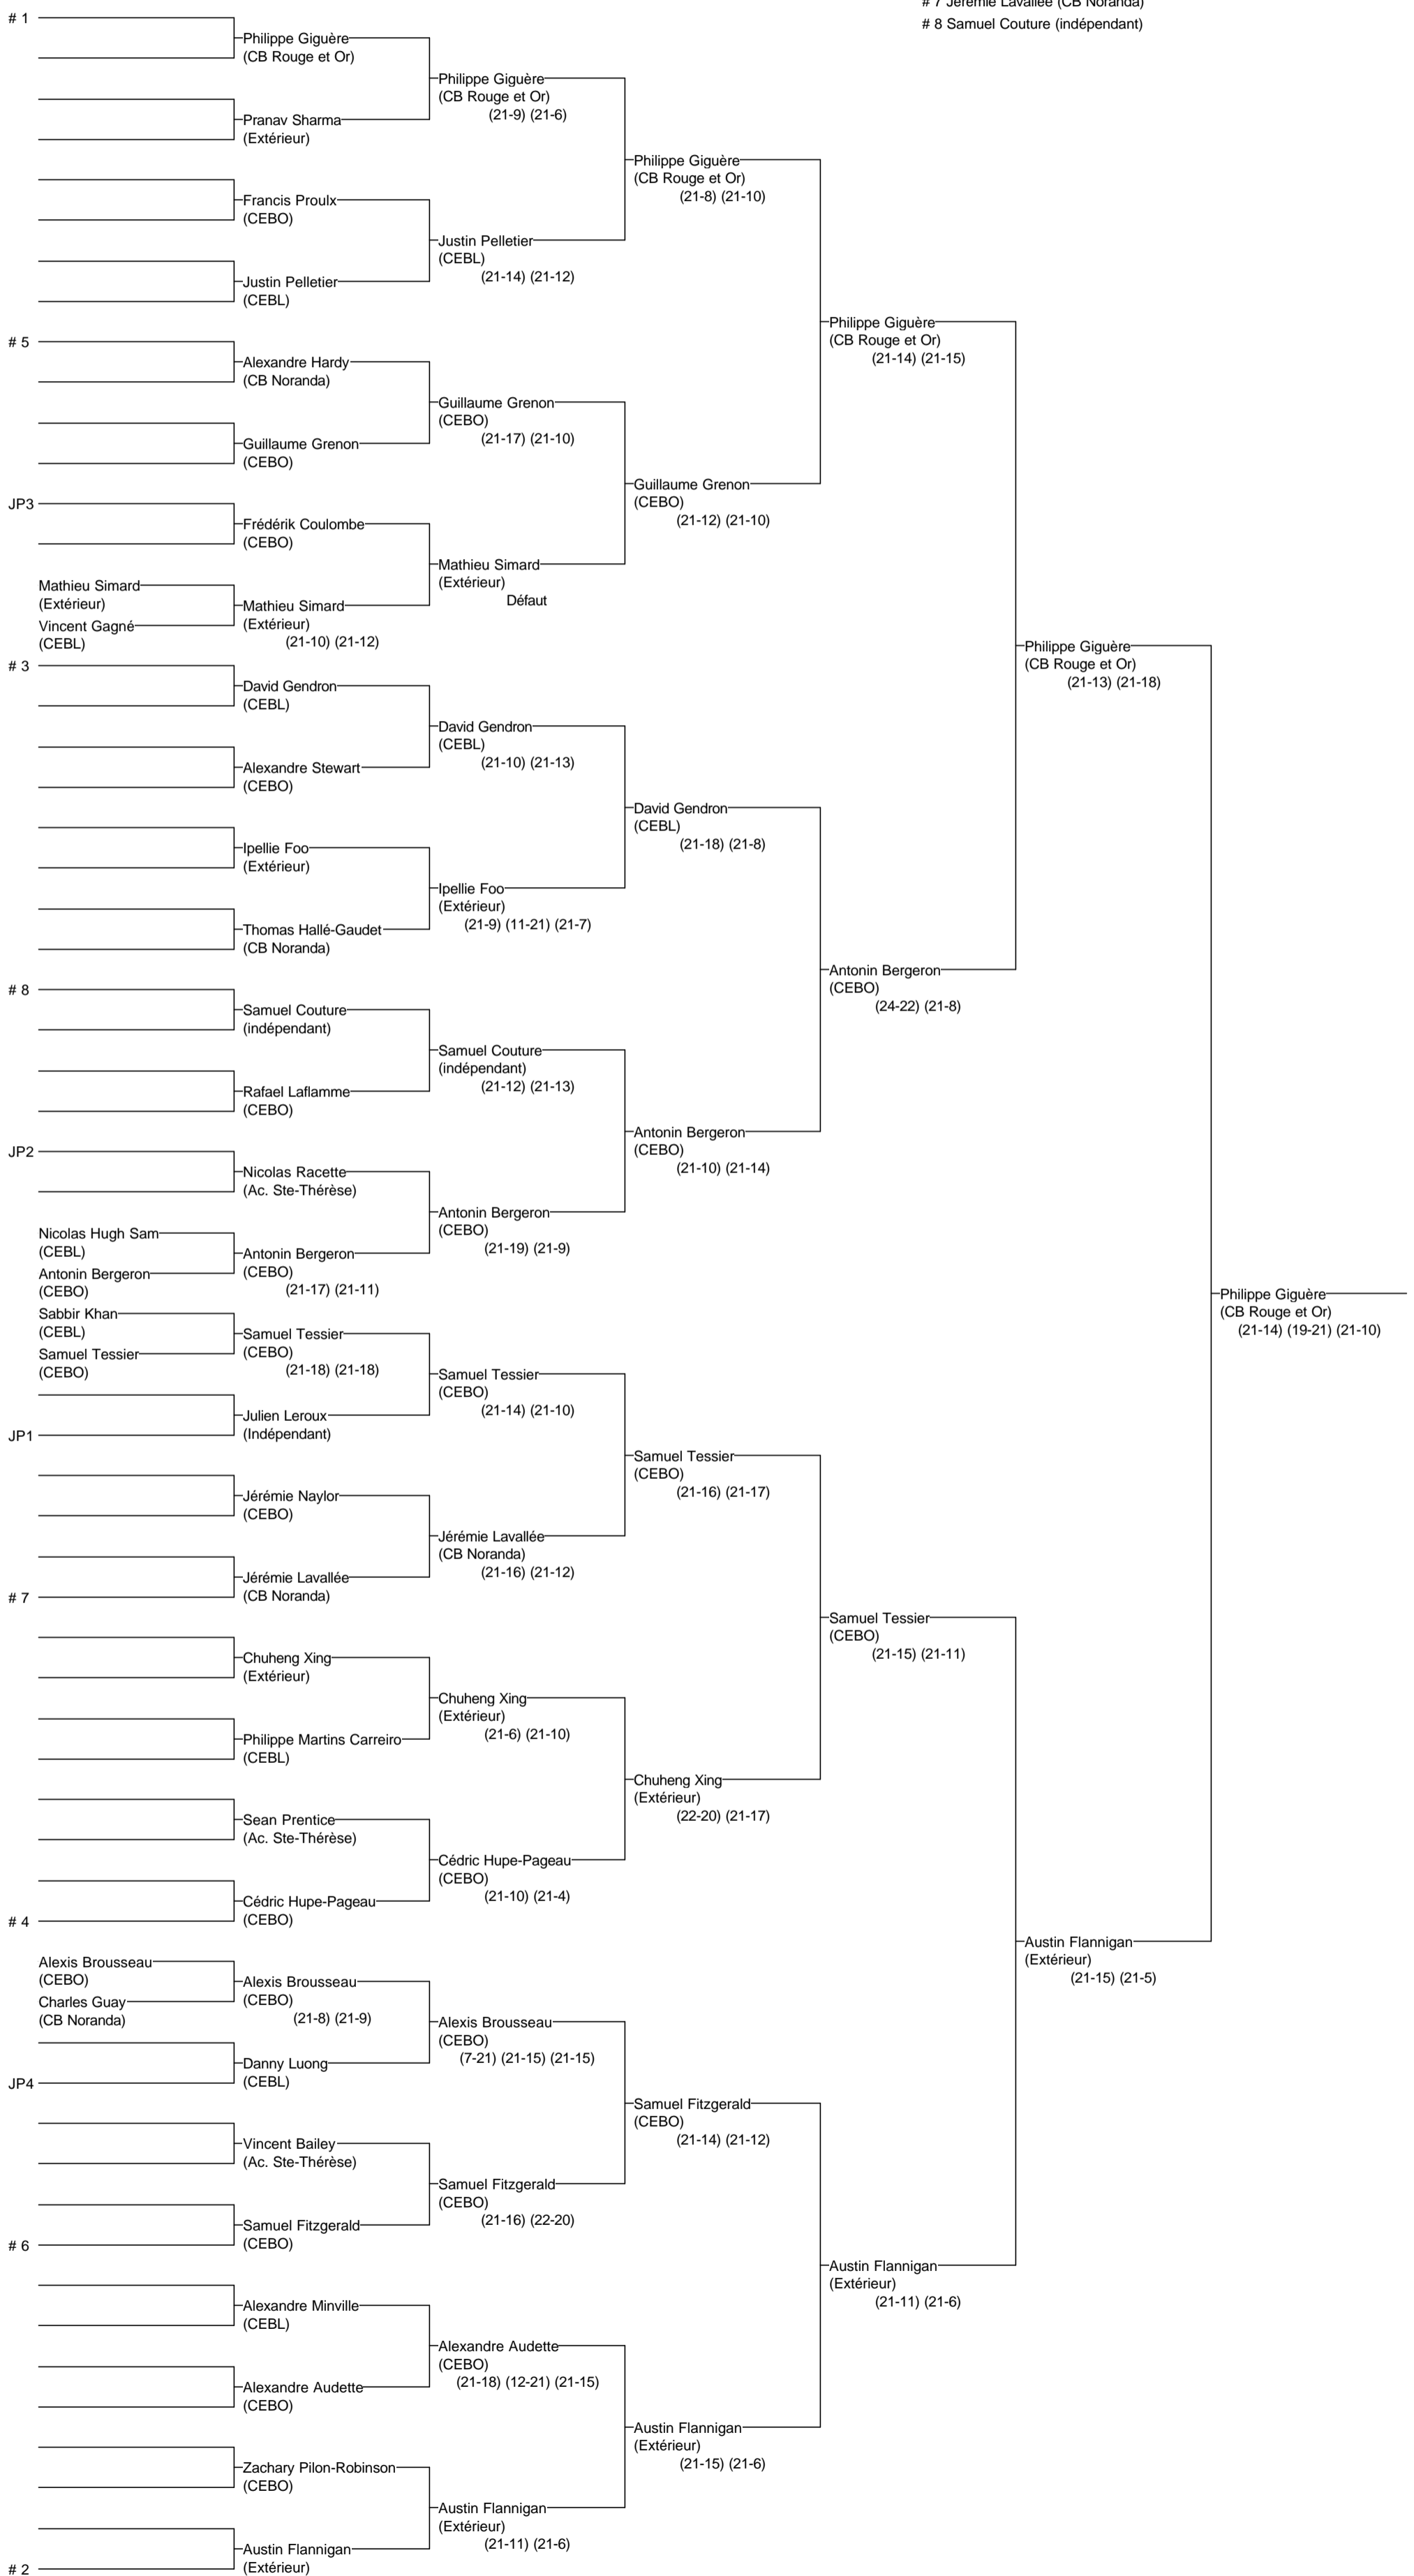 # 7 Jérémie Lavallée (CB Noranda)
# 8 Samuel Couture (indépendant)
# 1
Philippe Giguère
(CB Rouge et Or)
Philippe Giguère
(CB Rouge et Or)
(21-9) (21-6)
Pranav Sharma
(Extérieur)
Philippe Giguère
(CB Rouge et Or)
(21-8) (21-10)
Francis Proulx
(CEBO)
Justin Pelletier
(CEBL)
(21-14) (21-12)
Justin Pelletier
(CEBL)
Philippe Giguère
(CB Rouge et Or)
(21-14) (21-15)
# 5
Alexandre Hardy
(CB Noranda)
Guillaume Grenon
(CEBO)
(21-17) (21-10)
Guillaume Grenon
(CEBO)
Guillaume Grenon
(CEBO)
(21-12) (21-10)
JP3
Frédérik Coulombe
(CEBO)
Mathieu Simard
(Extérieur)
Défaut
Mathieu Simard
(Extérieur)
Vincent Gagné
(CEBL)
Mathieu Simard
(Extérieur)
(21-10) (21-12)
Philippe Giguère
(CB Rouge et Or)
(21-13) (21-18)
# 3
David Gendron
(CEBL)
David Gendron
(CEBL)
(21-10) (21-13)
Alexandre Stewart
(CEBO)
David Gendron
(CEBL)
(21-18) (21-8)
Ipellie Foo
(Extérieur)
Ipellie Foo
(Extérieur)
(21-9) (11-21) (21-7)
Thomas Hallé-Gaudet
(CB Noranda)
Antonin Bergeron
(CEBO)
(24-22) (21-8)
# 8
Samuel Couture
(indépendant)
Samuel Couture
(indépendant)
(21-12) (21-13)
Rafael Laflamme
(CEBO)
Antonin Bergeron
(CEBO)
(21-10) (21-14)
JP2
Nicolas Racette
(Ac. Ste-Thérèse)
Antonin Bergeron
(CEBO)
(21-19) (21-9)
Nicolas Hugh Sam
(CEBL)
Antonin Bergeron
(CEBO)
Antonin Bergeron
(CEBO)
(21-17) (21-11)
Philippe Giguère
(CB Rouge et Or)
(21-14) (19-21) (21-10)
Sabbir Khan
(CEBL)
Samuel Tessier
(CEBO)
Samuel Tessier
(CEBO)
(21-18) (21-18)
Samuel Tessier
(CEBO)
(21-14) (21-10)
Julien Leroux
(Indépendant)
JP1
Samuel Tessier
(CEBO)
(21-16) (21-17)
Jérémie Naylor
(CEBO)
Jérémie Lavallée
(CB Noranda)
(21-16) (21-12)
Jérémie Lavallée
(CB Noranda)
# 7
Samuel Tessier
(CEBO)
(21-15) (21-11)
Chuheng Xing
(Extérieur)
Chuheng Xing
(Extérieur)
(21-6) (21-10)
Philippe Martins Carreiro
(CEBL)
Chuheng Xing
(Extérieur)
(22-20) (21-17)
Sean Prentice
(Ac. Ste-Thérèse)
Cédric Hupe-Pageau
(CEBO)
(21-10) (21-4)
Cédric Hupe-Pageau
(CEBO)
# 4
Austin Flannigan
(Extérieur)
(21-15) (21-5)
Alexis Brousseau
(CEBO)
Charles Guay
(CB Noranda)
Alexis Brousseau
(CEBO)
(21-8) (21-9)
Alexis Brousseau
(CEBO)
(7-21) (21-15) (21-15)
Danny Luong
(CEBL)
JP4
Samuel Fitzgerald
(CEBO)
(21-14) (21-12)
Vincent Bailey
(Ac. Ste-Thérèse)
Samuel Fitzgerald
(CEBO)
(21-16) (22-20)
Samuel Fitzgerald
(CEBO)
# 6
Austin Flannigan
(Extérieur)
(21-11) (21-6)
Alexandre Minville
(CEBL)
Alexandre Audette
(CEBO)
(21-18) (12-21) (21-15)
Alexandre Audette
(CEBO)
Austin Flannigan
(Extérieur)
(21-15) (21-6)
Zachary Pilon-Robinson
(CEBO)
Austin Flannigan
(Extérieur)
(21-11) (21-6)
Austin Flannigan
(Extérieur)
# 2